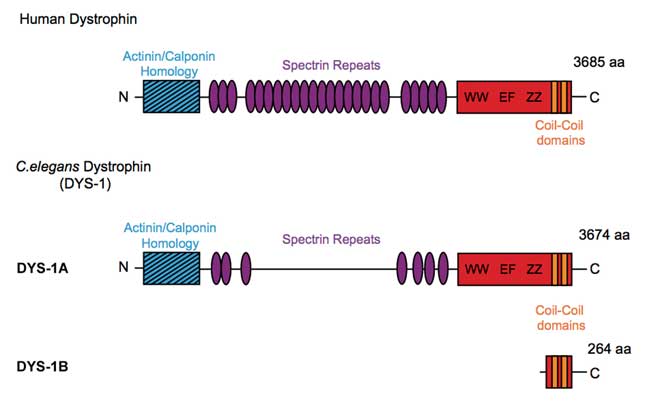 Human Dystrophin
Actinin/Calponin
Homology
Spectrin Repeats
3685 aa
N
WW EF ZZ
C
Coil-Coil
domains
C.elegans Dystrophin
(DYS-1)
Actinin/Calponin
Homology
Spectrin Repeats
3674 aa
DYS-1A
N
WW EF ZZ
C
Coil-Coil
domains
264 aa
DYS-1B
C